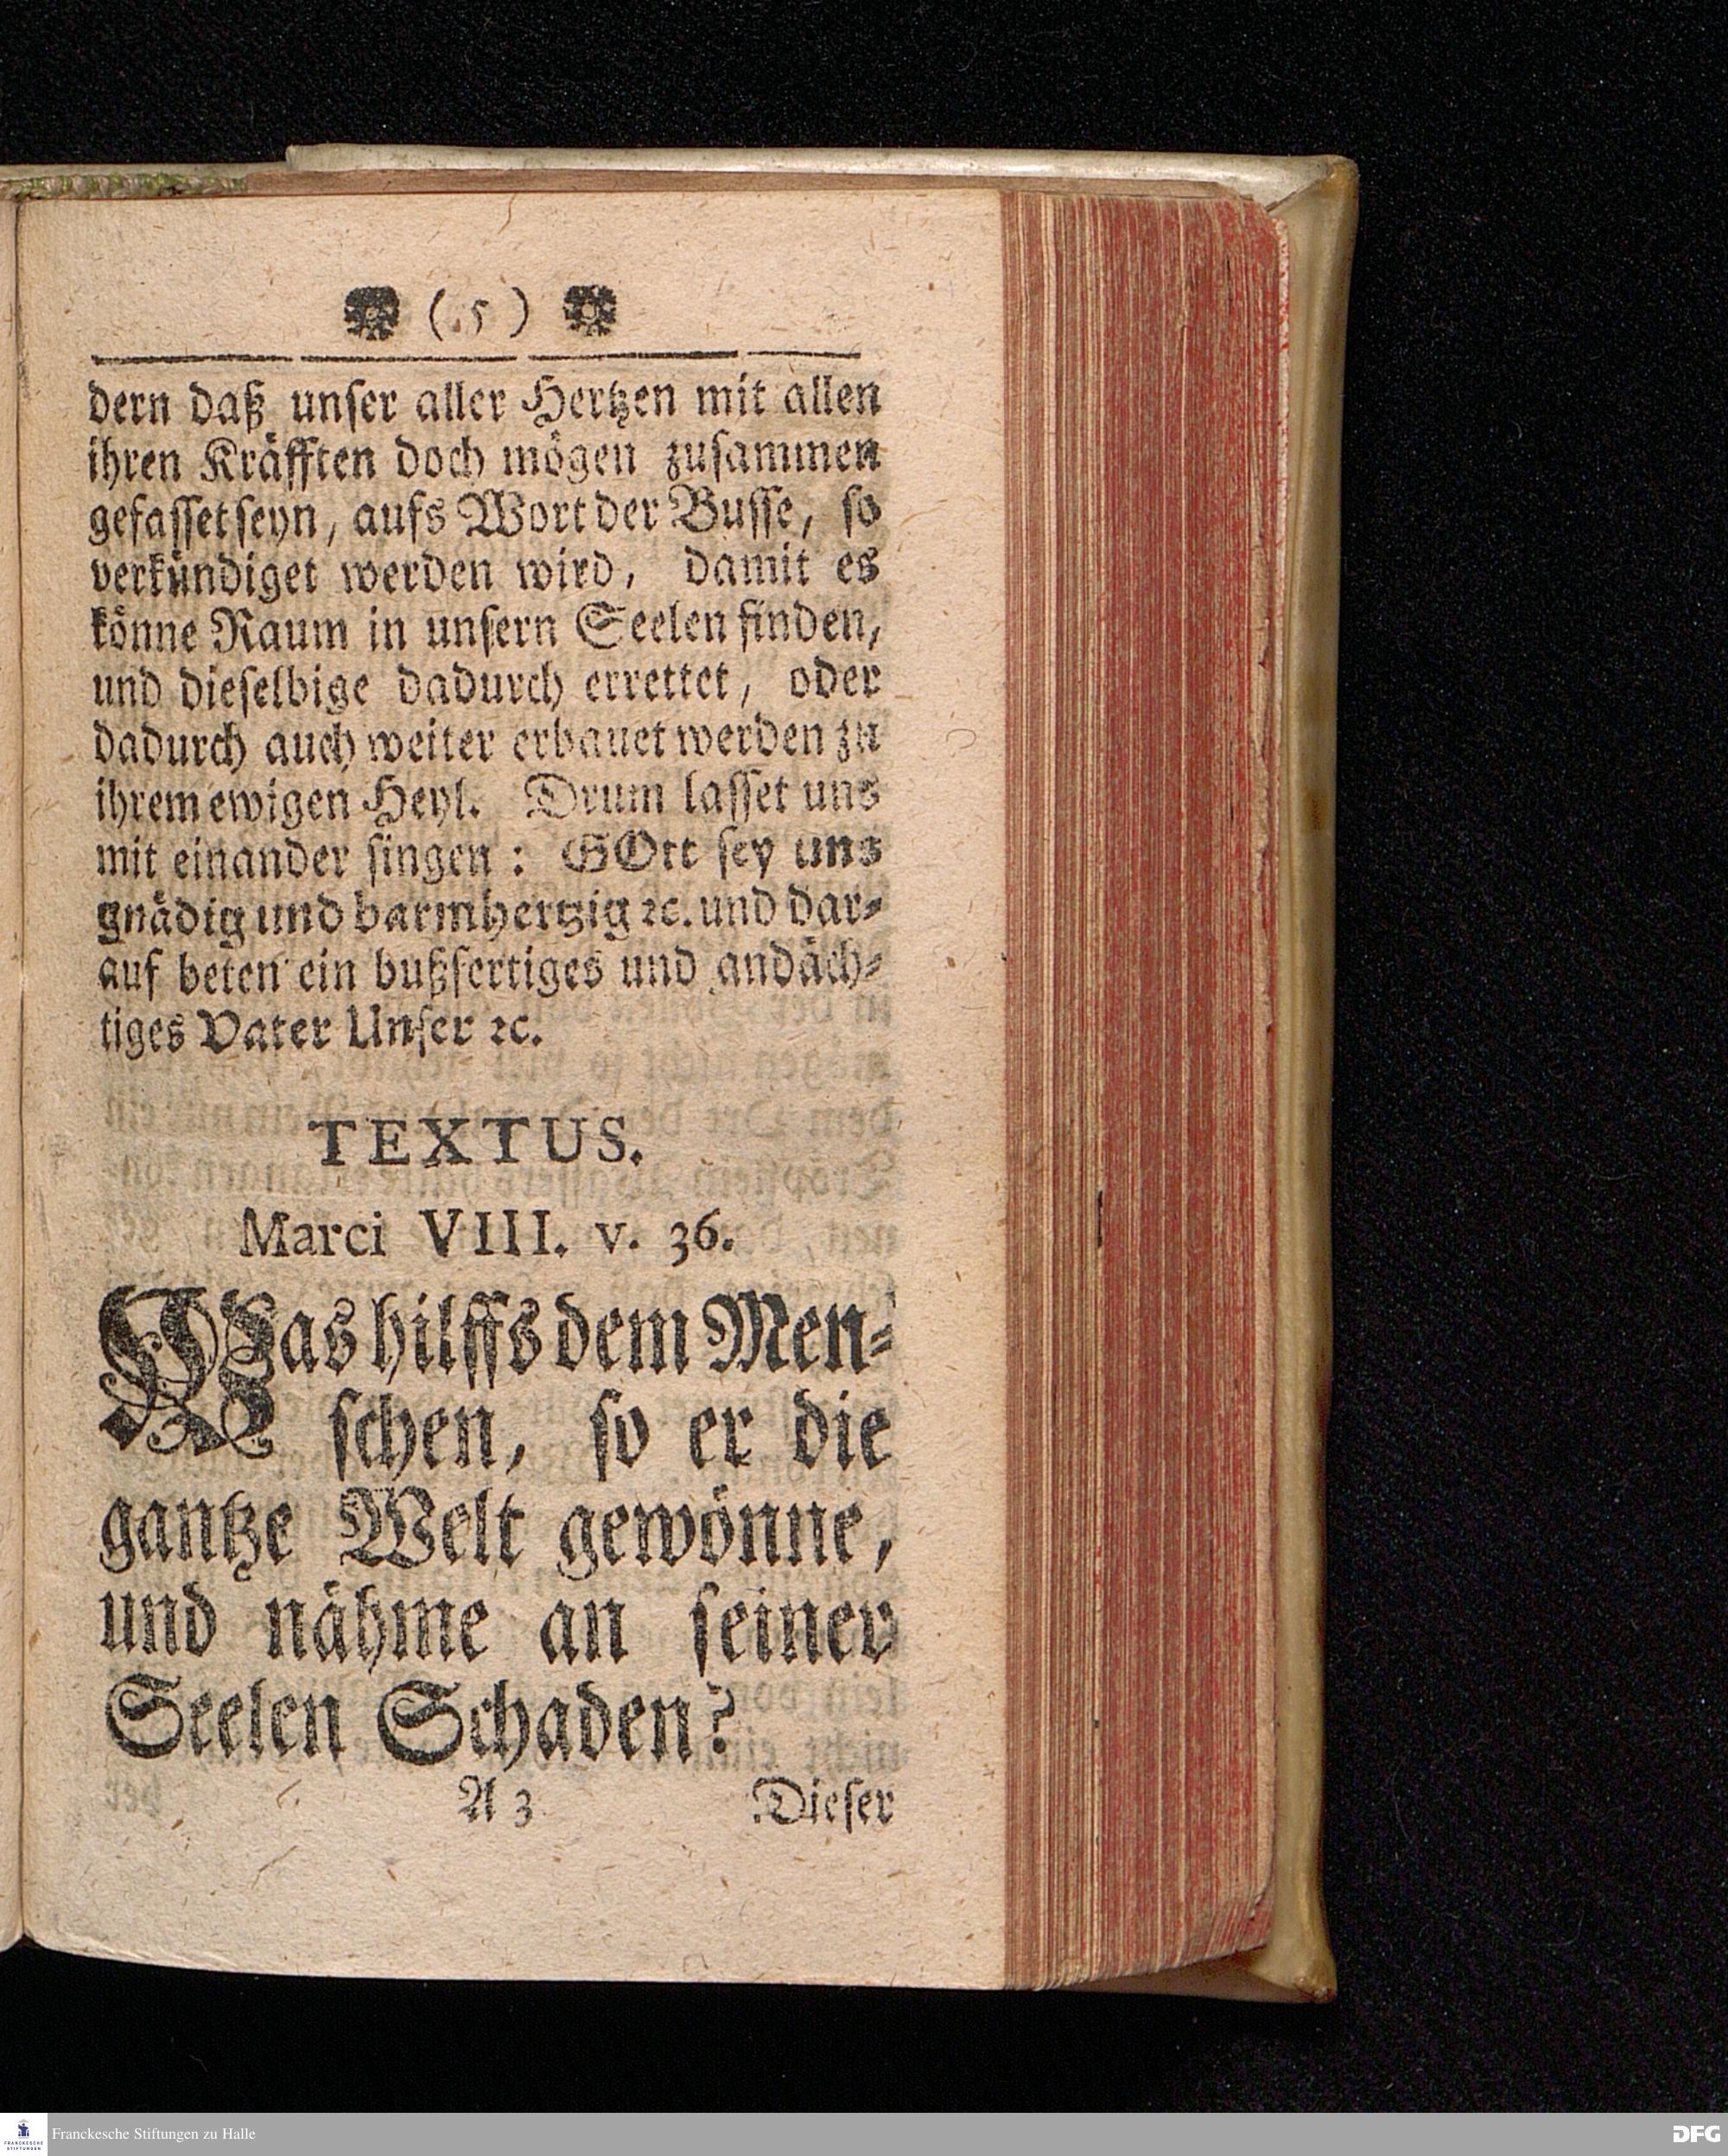 ( 5 )
dern daß unser aller Hertzen mit allen
ihren Kräfften doch mögen zusammen
gefasset seyn, aufs Wort der Busse, so
verkündiget werden wird, damit es
könne Raum in unsern Seelen finden,
und dieselbige dadurch errettet, oder
dadurch auch weiter erbauet werden zu
ihrem ewigen Heyl. Drum lasset uns
mit einander singen: GOtt sey uns
gnädig und barmhertzig ꝛc. und dar-
auf beten ein bußfertiges und andäch-
tiges Vater Unser ꝛc.
TEXTUS.
Marci VIII. v. 36.
Was hilffs dem Men-
schen, so er die
gantze Welt gewönne,
und nähme an seiner
Seelen Schaden?
A 3 Dieser
Franckesche Stiftungen zu Halle
FRANCKESCHE STIFTUNGEN
DFG